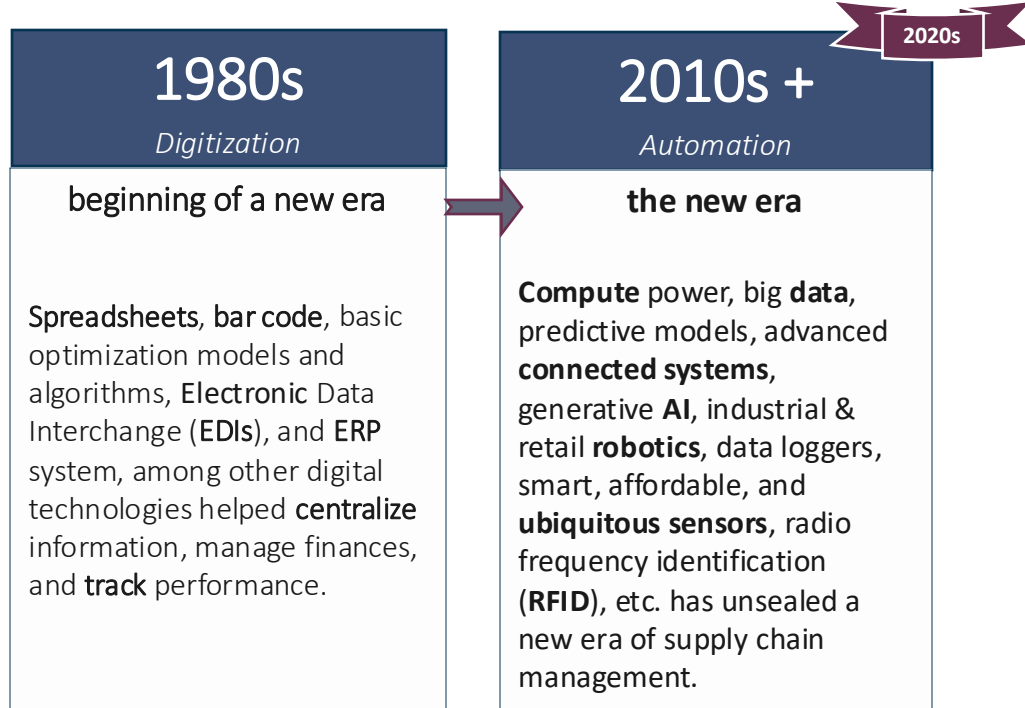 1980s
Digitization
beginning of a new era
Spreadsheets, bar code, basic
optimization models and
algorithms, Electronic Data
Interchange (EDIs), and ERP
system, among other digital
technologies helped centralize
information, manage finances,
and track performance.
2020s
2010s +
Automation
the new era
Compute power, big data,
predictive models, advanced
connected systems,
generative AI, industrial &
retail robotics, data loggers,
smart, affordable, and
ubiquitous sensors, radio
frequency identification
(RFID), etc. has unsealed a
new era of supply chain
management.